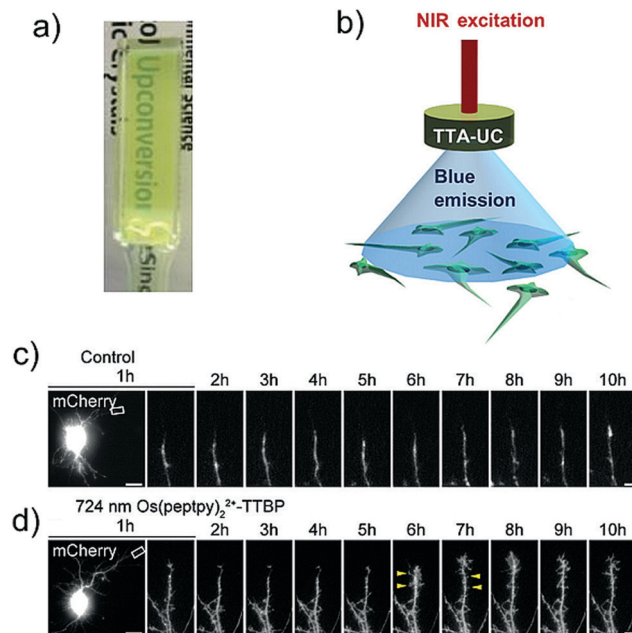 a)
ol Upconversion
b)
NIR excitation
TTA-UC
Blue
emission
c)
Control
1h 2h 3h 4h 5h 6h 7h 8h 9h 10h
mCherry
d)
724 nm Os(peptpy)₂²⁺-TTBP
1h 2h 3h 4h 5h 6h 7h 8h 9h 10h
mCherry